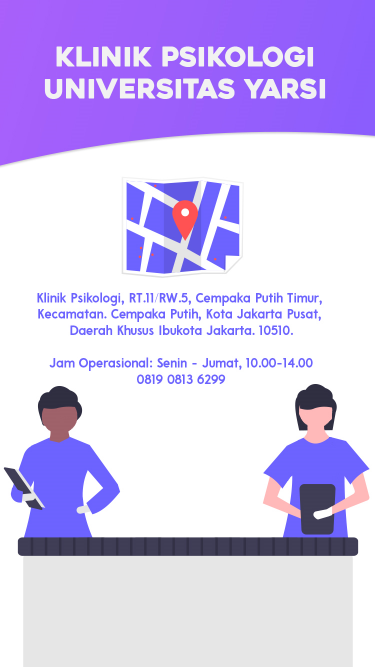 KLINIK PSIKOLOGI
UNIVERSITAS YARSI
Klinik Psikologi, RT.11/RW.5, Cempaka Putih Timur,
Kecamatan. Cempaka Putih, Kota Jakarta Pusat,
Daerah Khusus Ibukota Jakarta. 10510.
Jam Operasional: Senin - Jumat, 10.00-14.00
0819 0813 6299